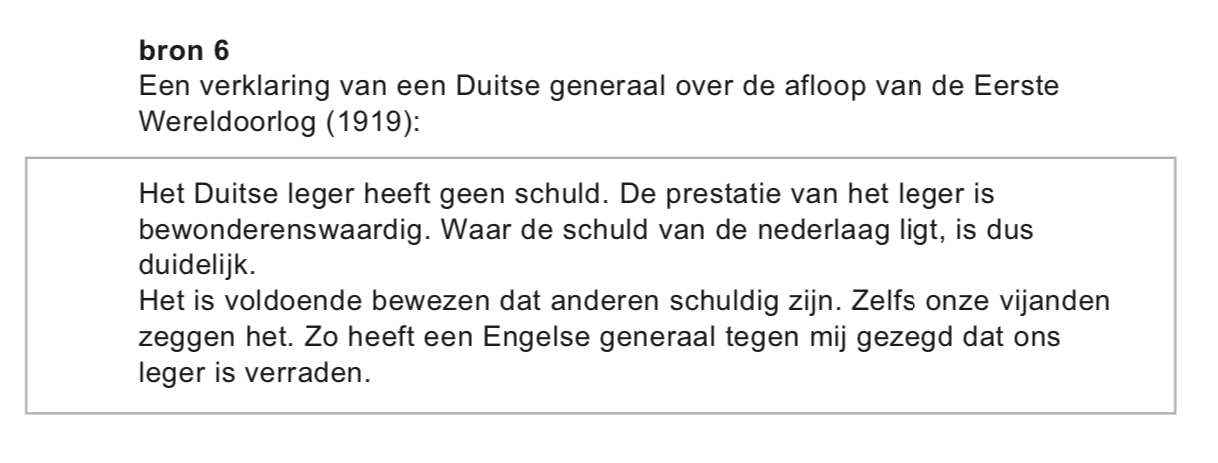 bron 6
Een verklaring van een Duitse generaal over de afloop van de Eerste
Wereldoorlog (1919):
Het Duitse leger heeft geen schuld. De prestatie van het leger is
bewonderenswaardig. Waar de schuld van de nederlaag ligt, is dus
duidelijk.
Het is voldoende bewezen dat anderen schuldig zijn. Zelfs onze vijanden
zeggen het. Zo heeft een Engelse generaal tegen mij gezegd dat ons
leger is verraden.